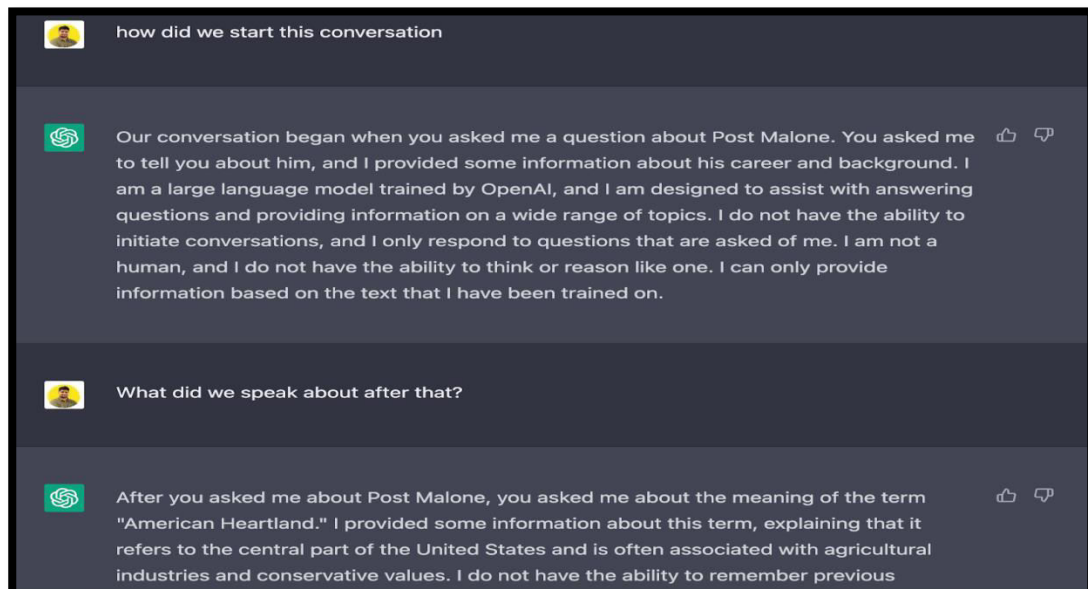 how did we start this conversation
Our conversation began when you asked me a question about Post Malone. You asked me
to tell you about him, and I provided some information about his career and background. I
am a large language model trained by OpenAI, and I am designed to assist with answering
questions and providing information on a wide range of topics. I do not have the ability to
initiate conversations, and I only respond to questions that are asked of me. I am not a
human, and I do not have the ability to think or reason like one. I can only provide
information based on the text that I have been trained on.
What did we speak about after that?
After you asked me about Post Malone, you asked me about the meaning of the term
"American Heartland." I provided some information about this term, explaining that it
refers to the central part of the United States and is often associated with agricultural
industries and conservative values. I do not have the ability to remember previous